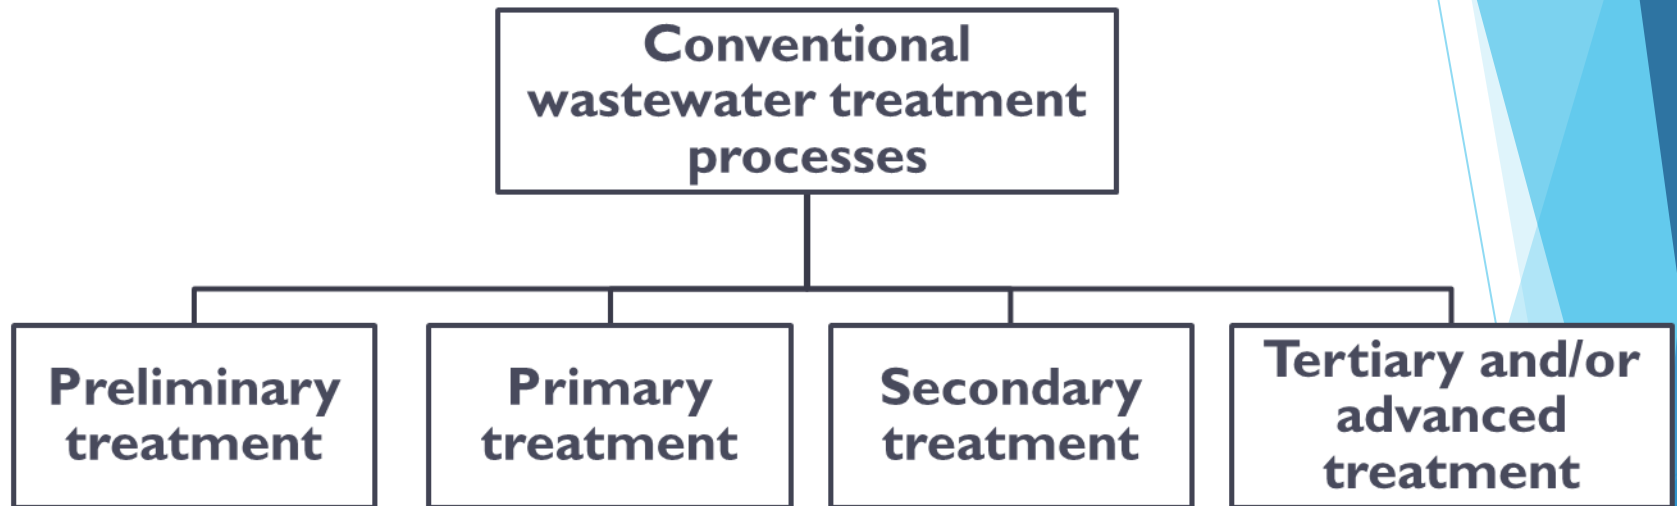 Conventional
wastewater treatment
processes
Preliminary
treatment
Primary
treatment
Secondary
treatment
Tertiary and/or
advanced
treatment